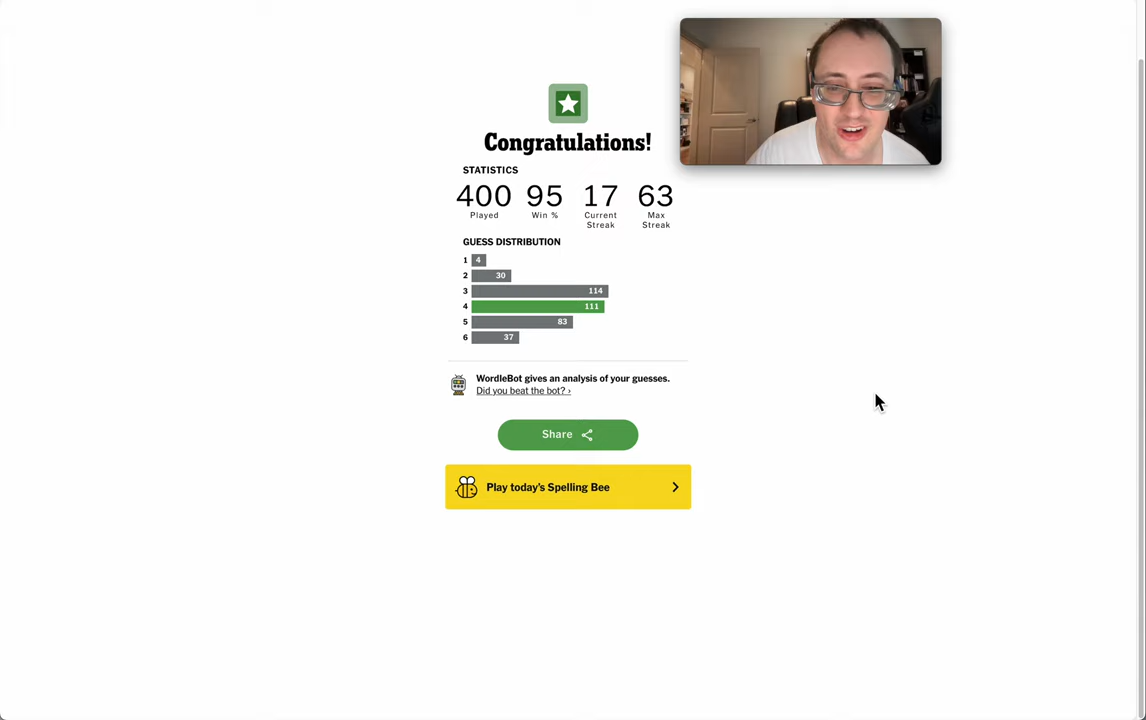 Congratulations!
STATISTICS
400 95 17 63
Played Win % Current Streak Max Streak
GUESS DISTRIBUTION
1 4
2 30
3 114
4 111
5 83
6 37
WordleBot gives an analysis of your guesses.
Did you beat the bot? ›
Share
Play today's Spelling Bee